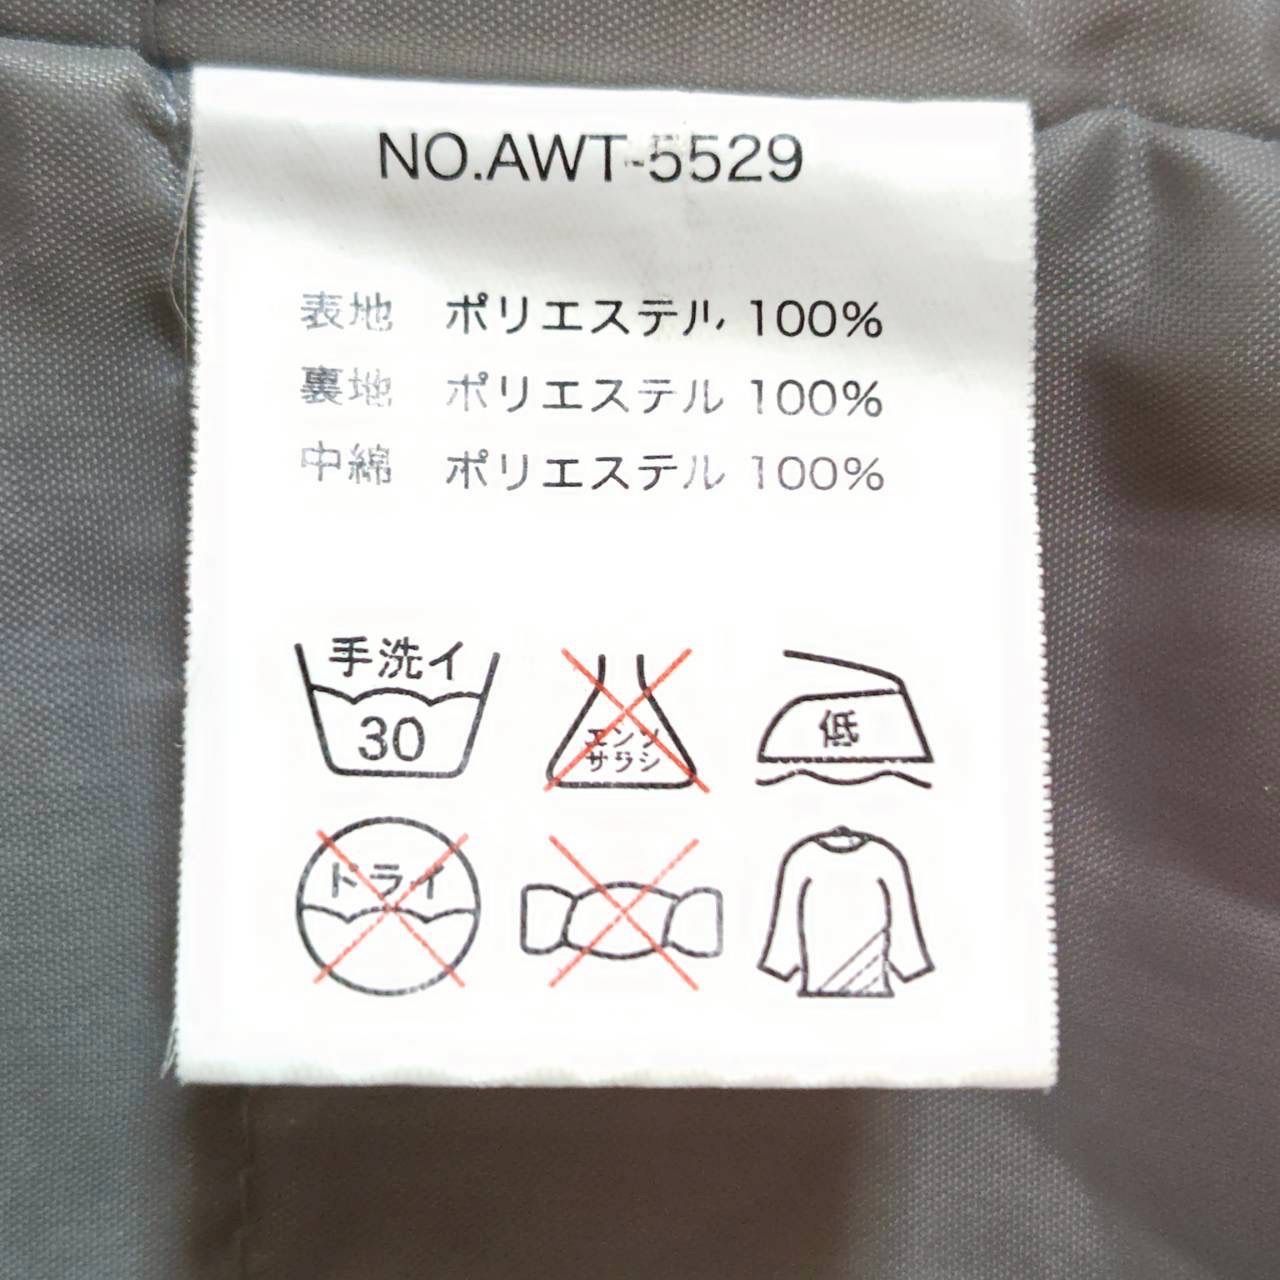 NO.AWT-5529
表地 ポリエステル 100%
裏地 ポリエステル 100%
中綿 ポリエステル 100%
手洗イ
30
エンソ
サラシ
低
ドライ